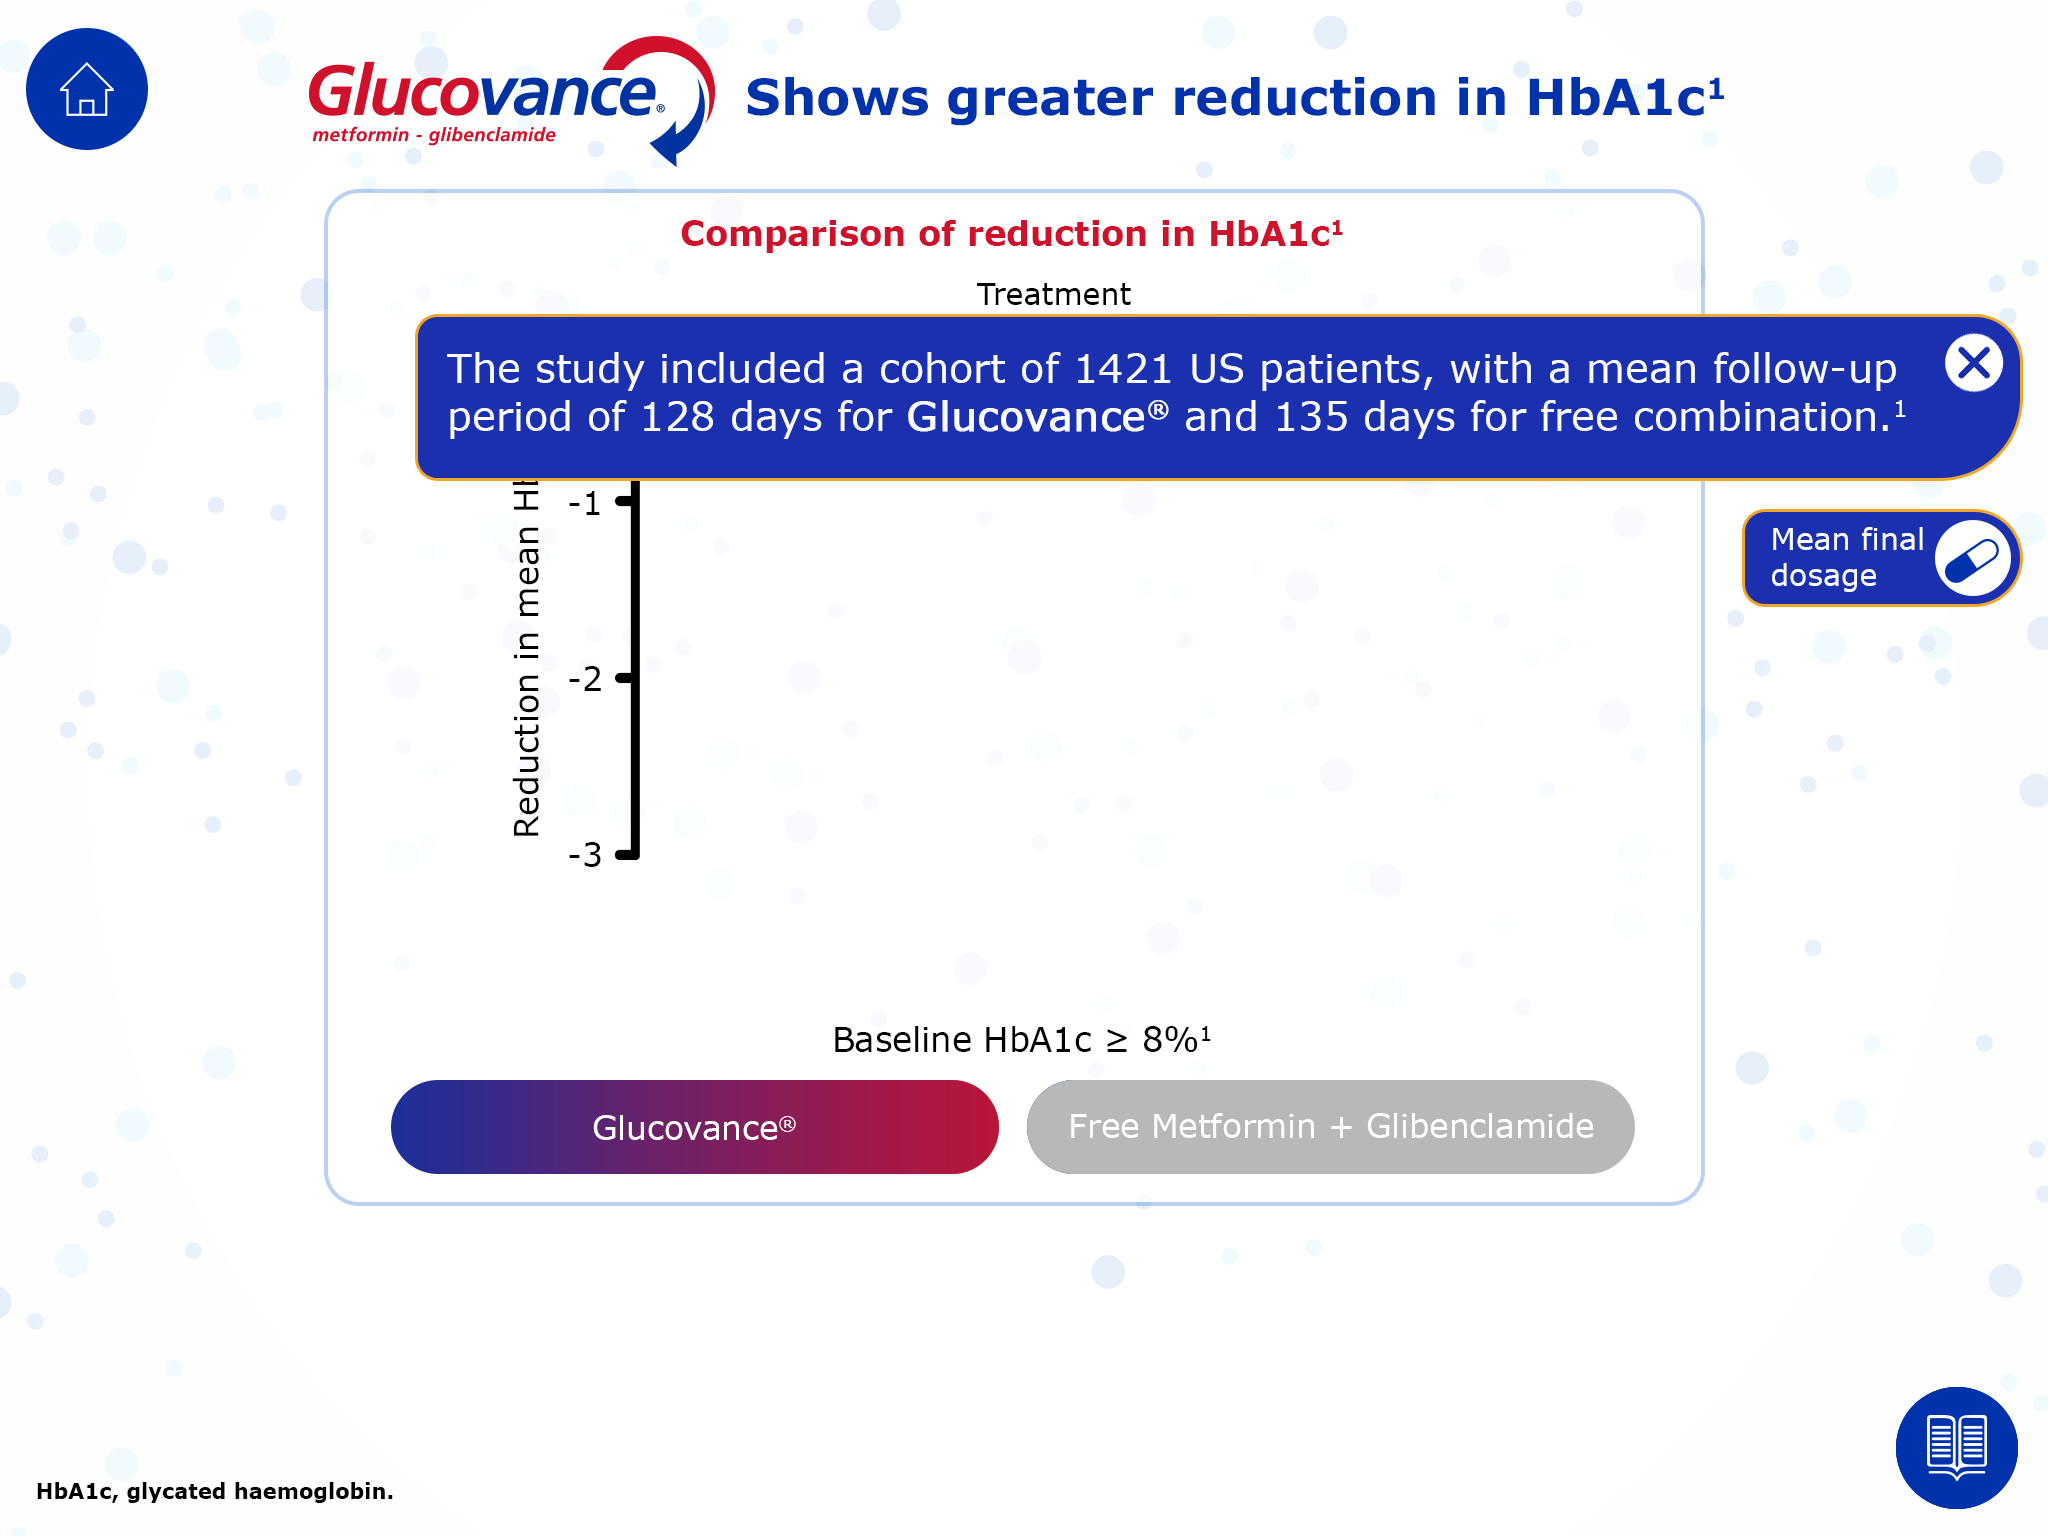 Glucovance®
metformin - glibenclamide
Shows greater reduction in HbA1c¹
Comparison of reduction in HbA1c¹
Treatment
The study included a cohort of 1421 US patients, with a mean follow-up
period of 128 days for Glucovance® and 135 days for free combination.¹
Reduction in mean
-1
-2
-3
Mean final
dosage
Baseline HbA1c ≥ 8%¹
Glucovance®
Free Metformin + Glibenclamide
HbA1c, glycated haemoglobin.